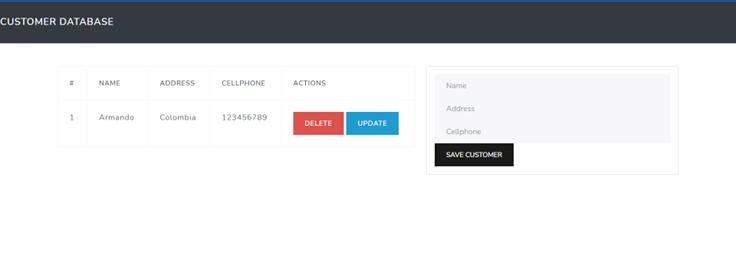 CUSTOMER DATABASE
# NAME ADDRESS CELLPHONE ACTIONS
1 Armando Colombia 123456789 DELETE UPDATE
Name
Address
Cellphone
SAVE CUSTOMER